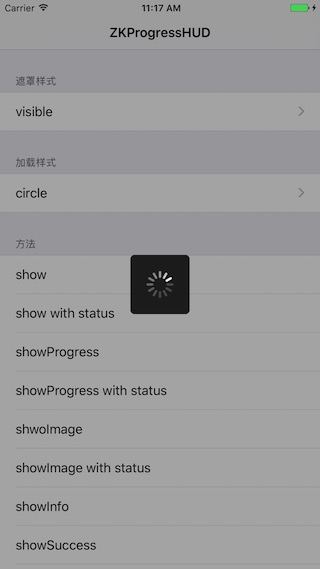 Carrier
11:17 AM
ZKProgressHUD
遮罩样式
visible
加载样式
circle
方法
show
show with status
showProgress
showProgress with status
shwoImage
showImage with status
showInfo
showSuccess